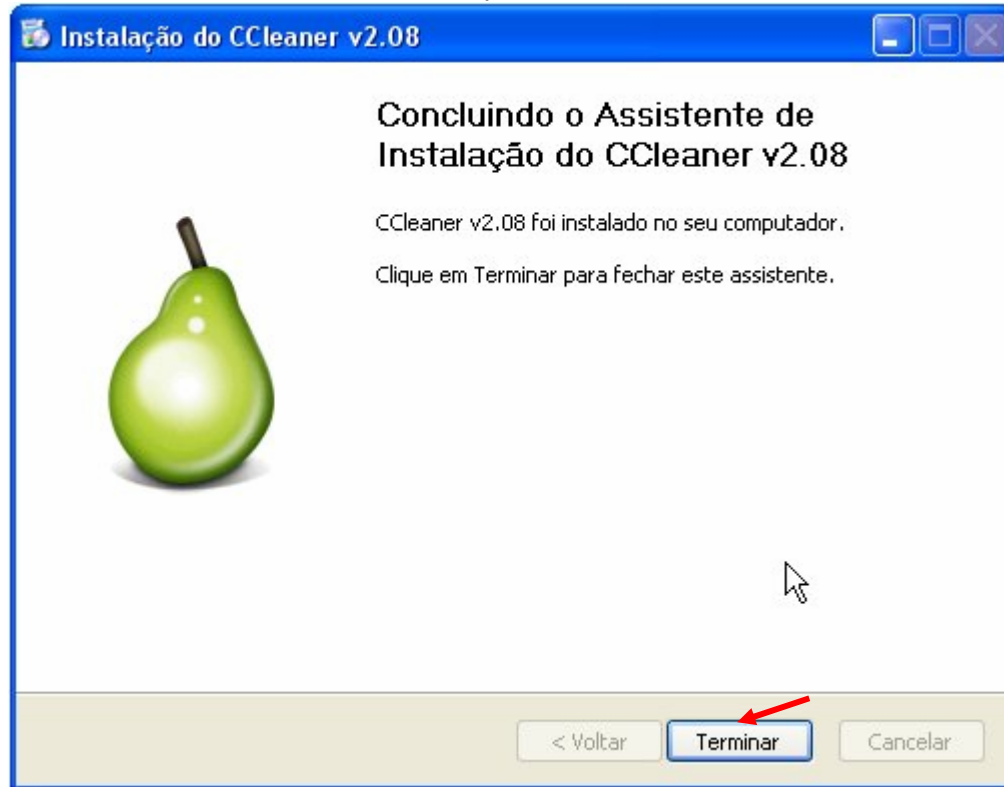 Instalação do CCleaner v2.08
Concluindo o Assistente de
Instalação do CCleaner v2.08
CCleaner v2.08 foi instalado no seu computador.
Clique em Terminar para fechar este assistente.
< Voltar
Terminar
Cancelar